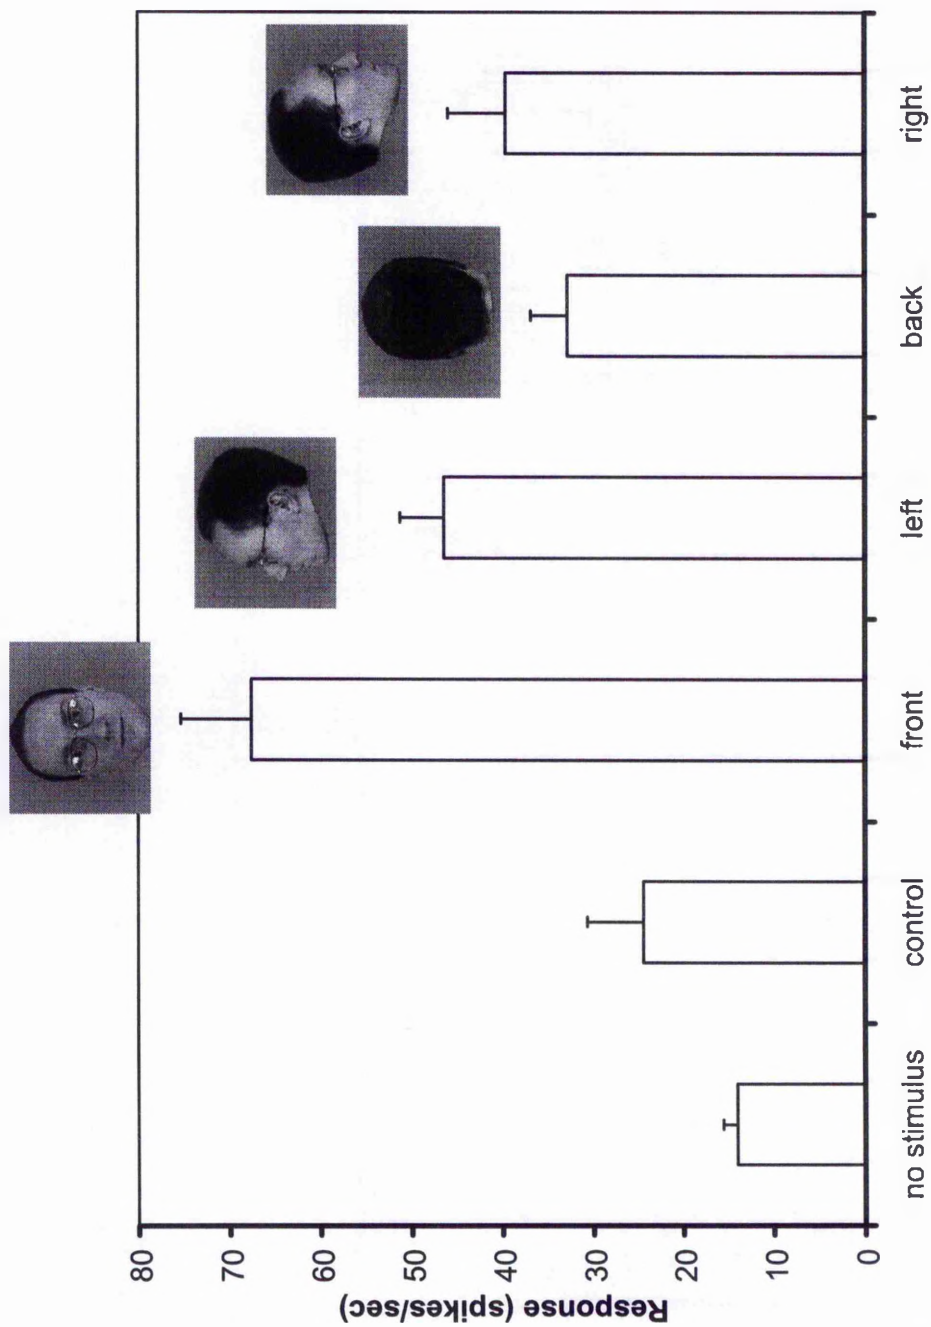 Response (spikes/sec)
80
70
60
50
40
30
20
10
0
no stimulus
control
front
left
back
right